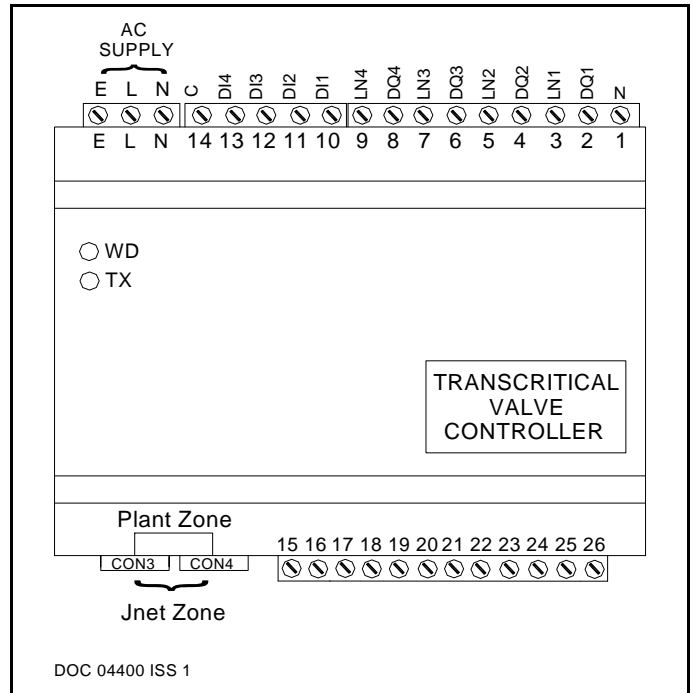 AC
SUPPLY
E L N C DI4 DI3 DI2 DI1 LN4 DQ4 LN3 DQ3 LN2 DQ2 LN1 DQ1 N
E L N 14 13 12 11 10 9 8 7 6 5 4 3 2 1
WD
TX
TRANSCRITICAL
VALVE
CONTROLLER
Plant Zone
15 16 17 18 19 20 21 22 23 24 25 26
CON3 CON4
Jnet Zone
DOC 04400 ISS 1